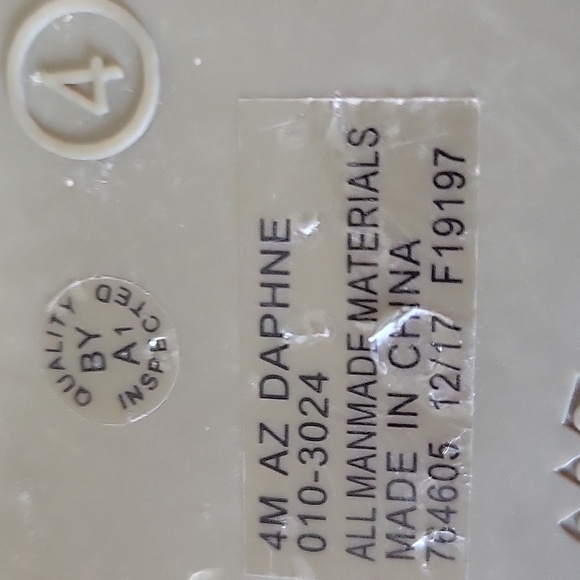 4
QUALITY
INSPECTED
BY
A1
4M AZ DAPHNE
010-3024
ALL MANMADE MATERIALS
MADE IN CHINA
764605 12/17 F19197